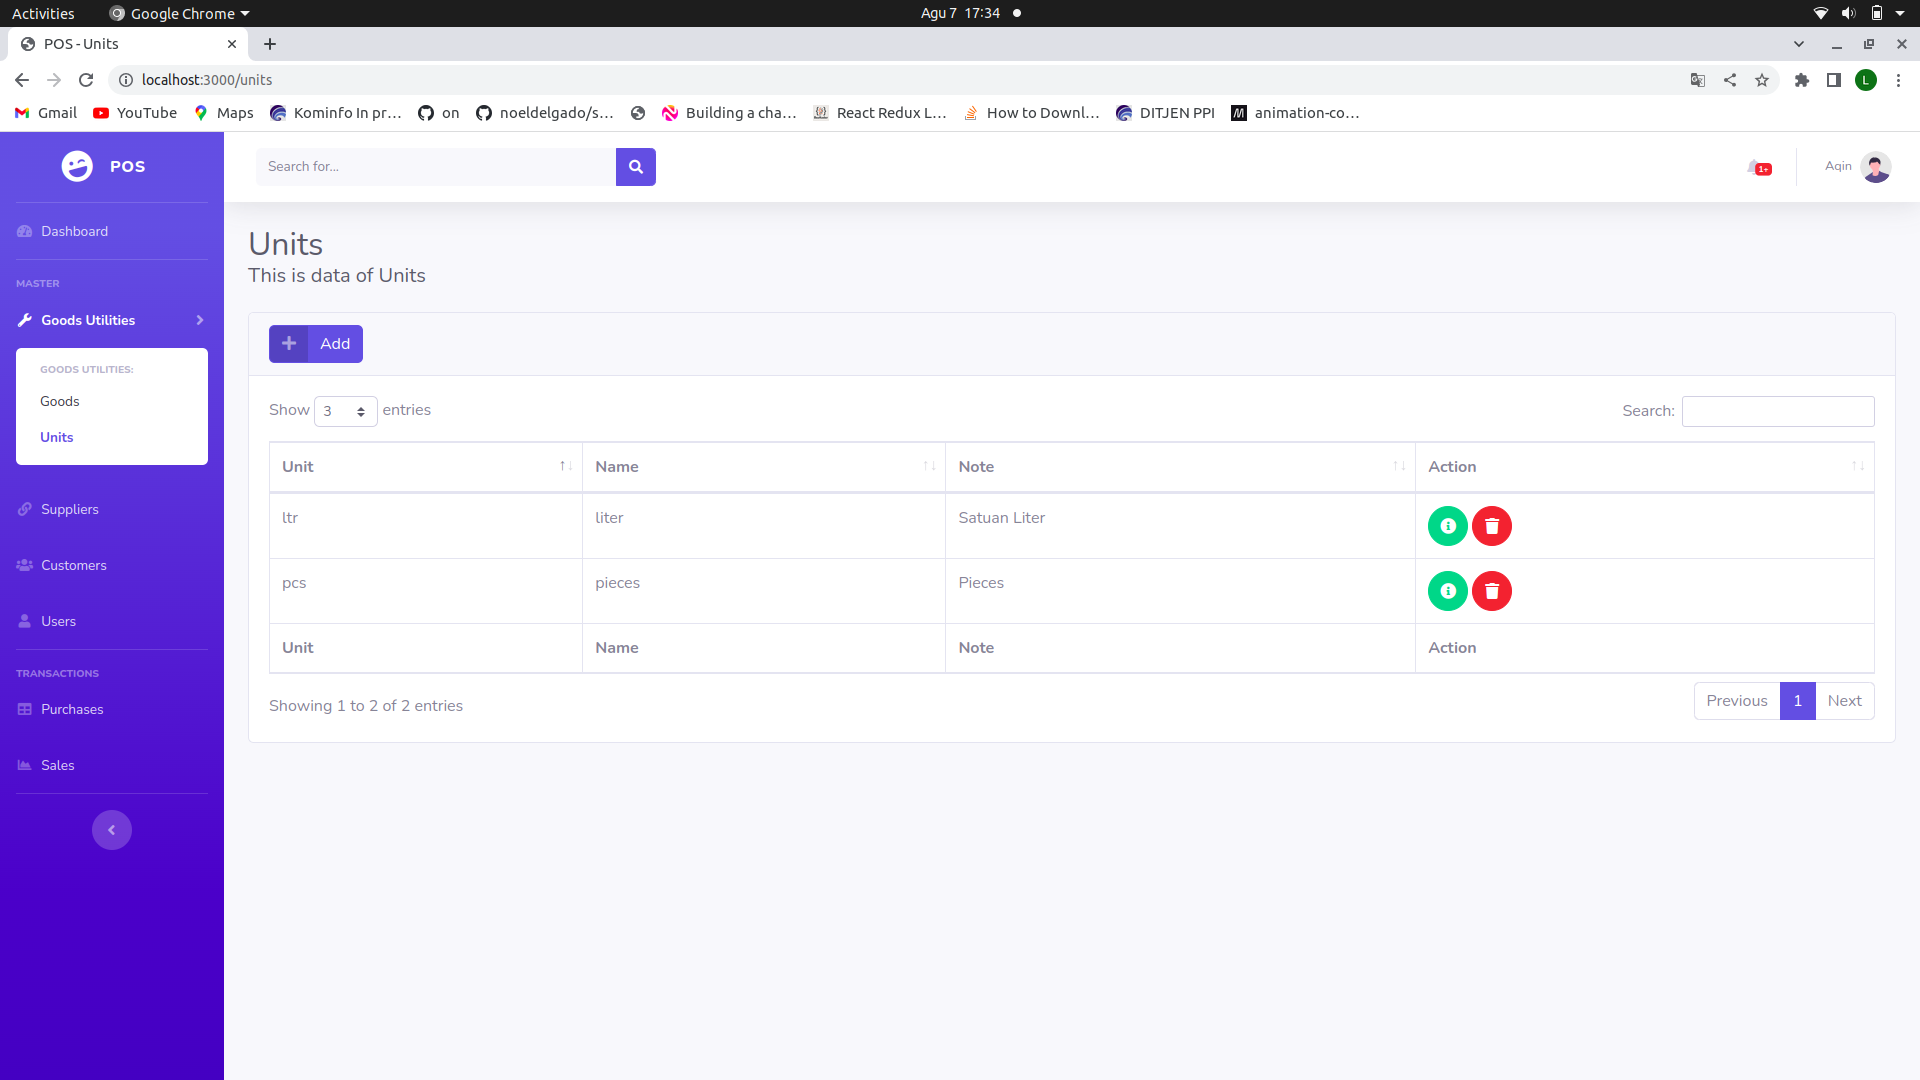 Activities
Google Chrome
Agu 7 17:34
POS - Units
localhost:3000/units
L
Gmail
YouTube
Maps
Kominfo In pr...
on
noeldelgado/s...
Building a cha...
React Redux L...
How to Downl...
DITJEN PPI
animation-co...
POS
Search for...
1+
Aqin
Dashboard
MASTER
Goods Utilities
GOODS UTILITIES:
Goods
Units
Suppliers
Customers
Users
TRANSACTIONS
Purchases
Sales
Units
This is data of Units
Add
Show 3 entries
Search:
Unit Name Note Action
ltr liter Satuan Liter
pcs pieces Pieces
Unit Name Note Action
Showing 1 to 2 of 2 entries
Previous 1 Next